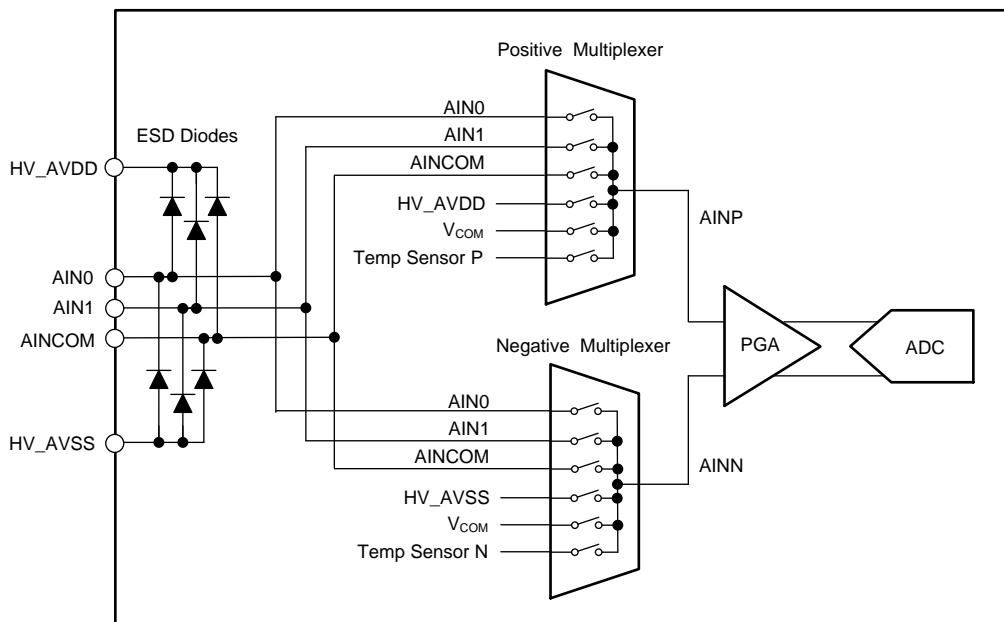 Positive Multiplexer
AIN0
AIN1
AINCOM
HV_AVDD
VCOM
Temp Sensor P
ESD Diodes
HV_AVDD
AIN0
AIN1
AINCOM
HV_AVSS
AINP
PGA
ADC
Negative Multiplexer
AIN0
AIN1
AINCOM
HV_AVSS
VCOM
Temp Sensor N
AINN